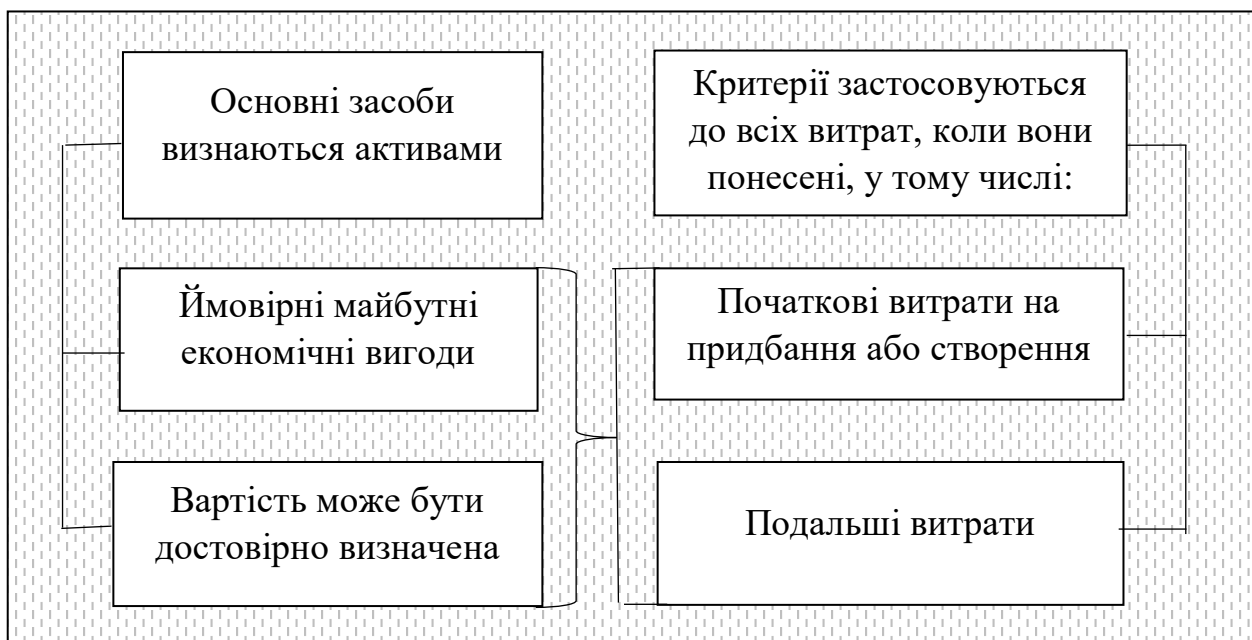 Основні засоби
визнаються активами
Ймовірні майбутні
економічні вигоди
Вартість може бути
достовірно визначена
Критерії застосовуються
до всіх витрат, коли вони
понесені, у тому числі:
Початкові витрати на
придбання або створення
Подальші витрати